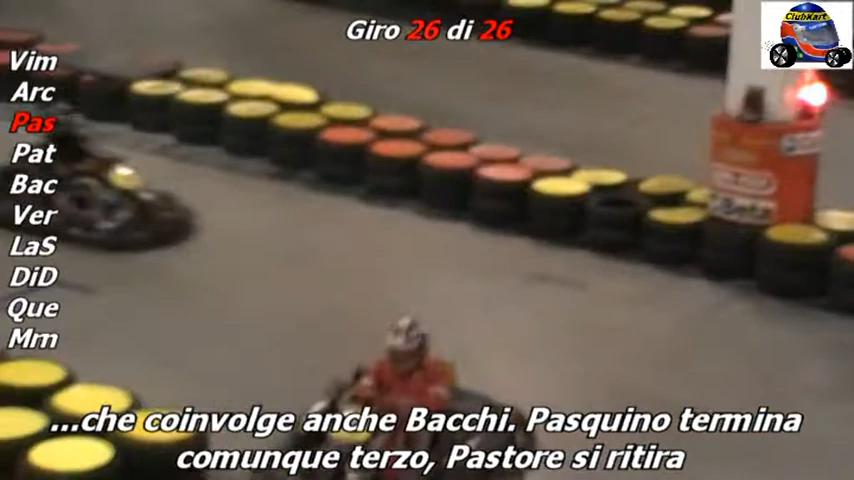 Giro 26 di 26
ClubKart
Vim
Arc
Pas
Pat
Bac
Ver
LaS
DiD
Que
Mrn
...che coinvolge anche Bacchi. Pasquino termina
comunque terzo, Pastore si ritira